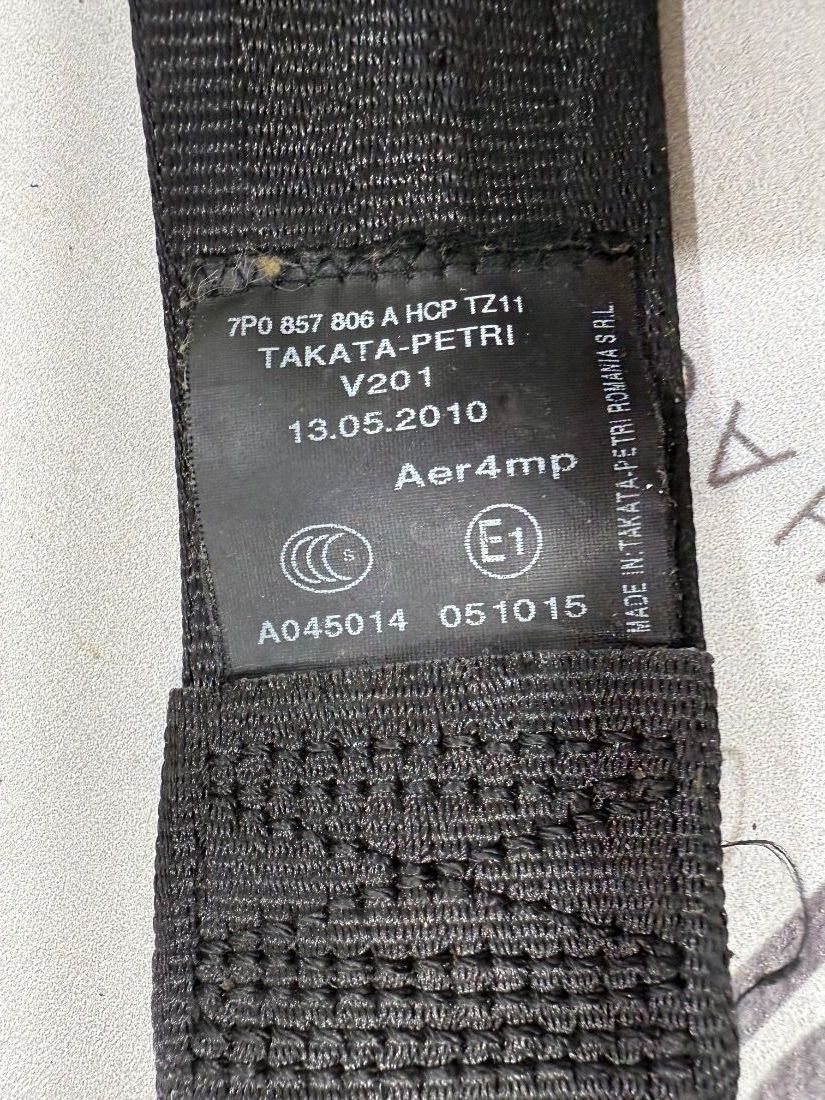 7P0 857 806 A HCP TZ11
TAKATA-PETRI
V201
13.05.2010
Aer4mp
CCC S
E1
A045014 051015
MADE IN: TAKATA-PETRI ROMANIA S.R.L.